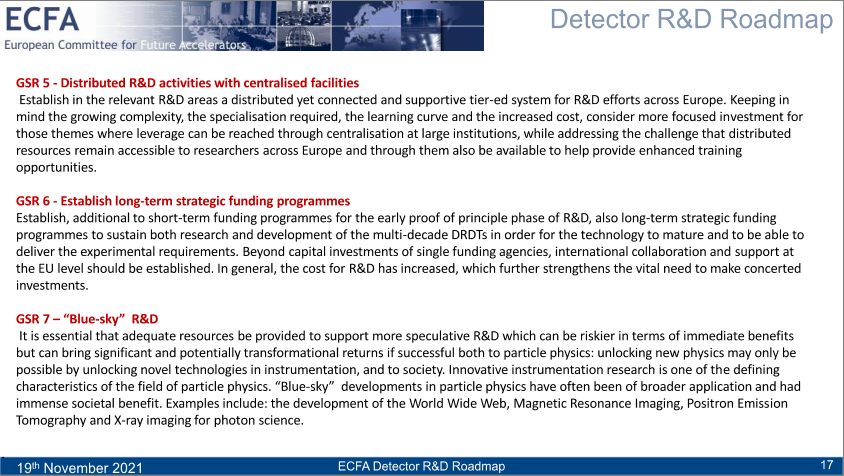 ECFA
European Committee for Future Accelerators
Detector R&D Roadmap
GSR 5 - Distributed R&D activities with centralised facilities
Establish in the relevant R&D areas a distributed yet connected and supportive tier-ed system for R&D efforts across Europe. Keeping in
mind the growing complexity, the specialisation required, the learning curve and the increased cost, consider more focused investment for
those themes where leverage can be reached through centralisation at large institutions, while addressing the challenge that distributed
resources remain accessible to researchers across Europe and through them also be available to help provide enhanced training
opportunities.
GSR 6 - Establish long-term strategic funding programmes
Establish, additional to short-term funding programmes for the early proof of principle phase of R&D, also long-term strategic funding
programmes to sustain both research and development of the multi-decade DRDTs in order for the technology to mature and to be able to
deliver the experimental requirements. Beyond capital investments of single funding agencies, international collaboration and support at
the EU level should be established. In general, the cost for R&D has increased, which further strengthens the vital need to make concerted
investments.
GSR 7 – “Blue-sky” R&D
It is essential that adequate resources be provided to support more speculative R&D which can be riskier in terms of immediate benefits
but can bring significant and potentially transformational returns if successful both to particle physics: unlocking new physics may only be
possible by unlocking novel technologies in instrumentation, and to society. Innovative instrumentation research is one of the defining
characteristics of the field of particle physics. “Blue-sky” developments in particle physics have often been of broader application and had
immense societal benefit. Examples include: the development of the World Wide Web, Magnetic Resonance Imaging, Positron Emission
Tomography and X-ray imaging for photon science.
19th November 2021
ECFA Detector R&D Roadmap
17